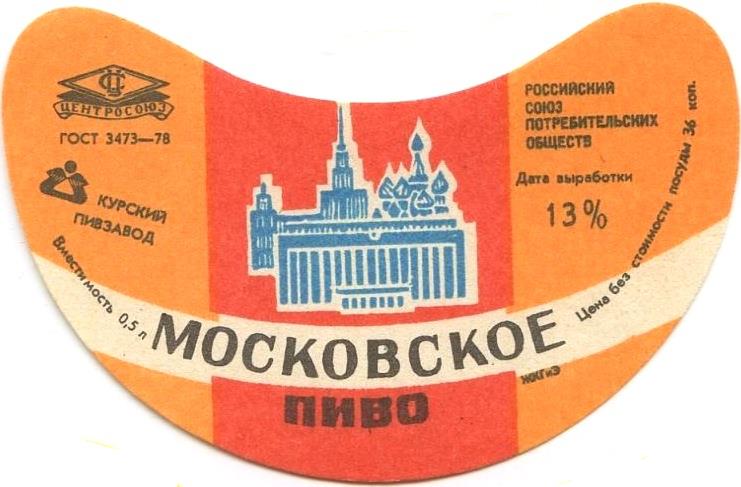 ЦЕНТРОСОЮЗ
ГОСТ 3473—78
КУРСКИЙ
ПИВЗАВОД
Вместимость 0,5 л
РОССИЙСКИЙ
СОЮЗ
ПОТРЕБИТЕЛЬСКИХ
ОБЩЕСТВ
Дата выработки
13%
Цена без стоимости посуды 36 коп.
МОСКОВСКОЕ
ПИВО